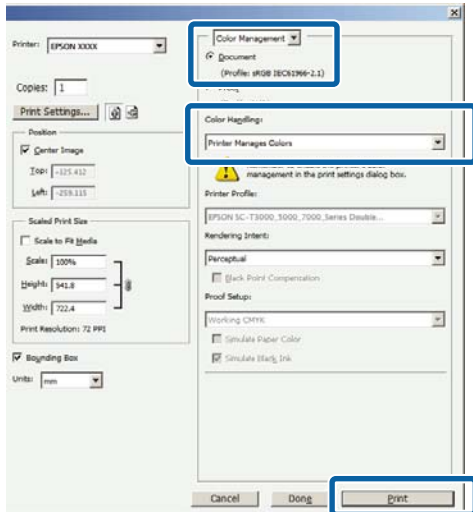 Printer: EPSON XXXX
Copies: 1
Print Settings...
Position
Center Image
Top: -125.412
Left: -259.115
Scaled Print Size
Scale to Fit Media
Scale: 100%
Height: 541.8
Width: 722.4
Print Resolution: 72 PPI
Bounding Box
Units: mm
Color Management
Document
(Profile: sRGB IEC61966-2.1)
Color Handling:
Printer Manages Colors
management in the print settings dialog box.
Printer Profile:
EPSON SC-T3000_5000_7000_Series Double...
Rendering Intent:
Perceptual
Black Point Compensation
Proof Setup:
Working CMYK
Simulate Paper Color
Simulate Black Ink
Cancel
Done
Print